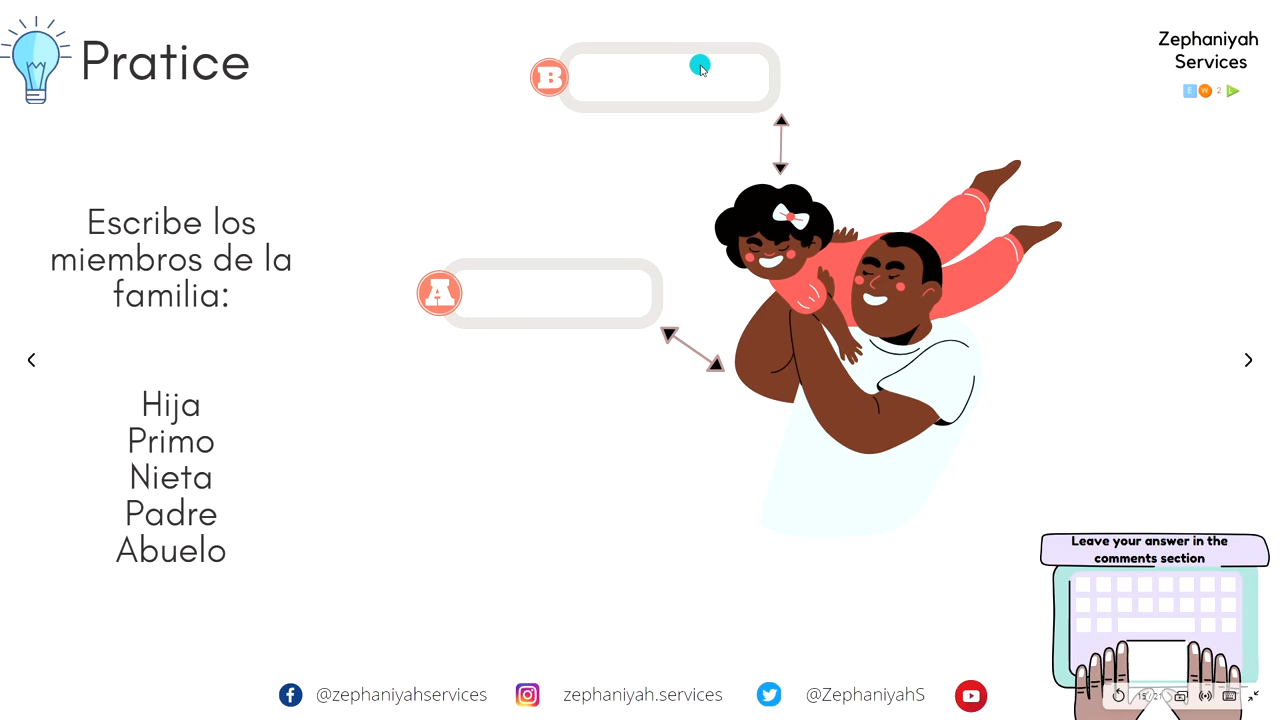 Pratice
B
Zephaniyah
Services
E W 2
Escribe los
miembros de la
familia:
A
Hija
Primo
Nieta
Padre
Abuelo
Leave your answer in the
comments section
@zephaniyahservices
zephaniyah.services
@ZephaniyahS